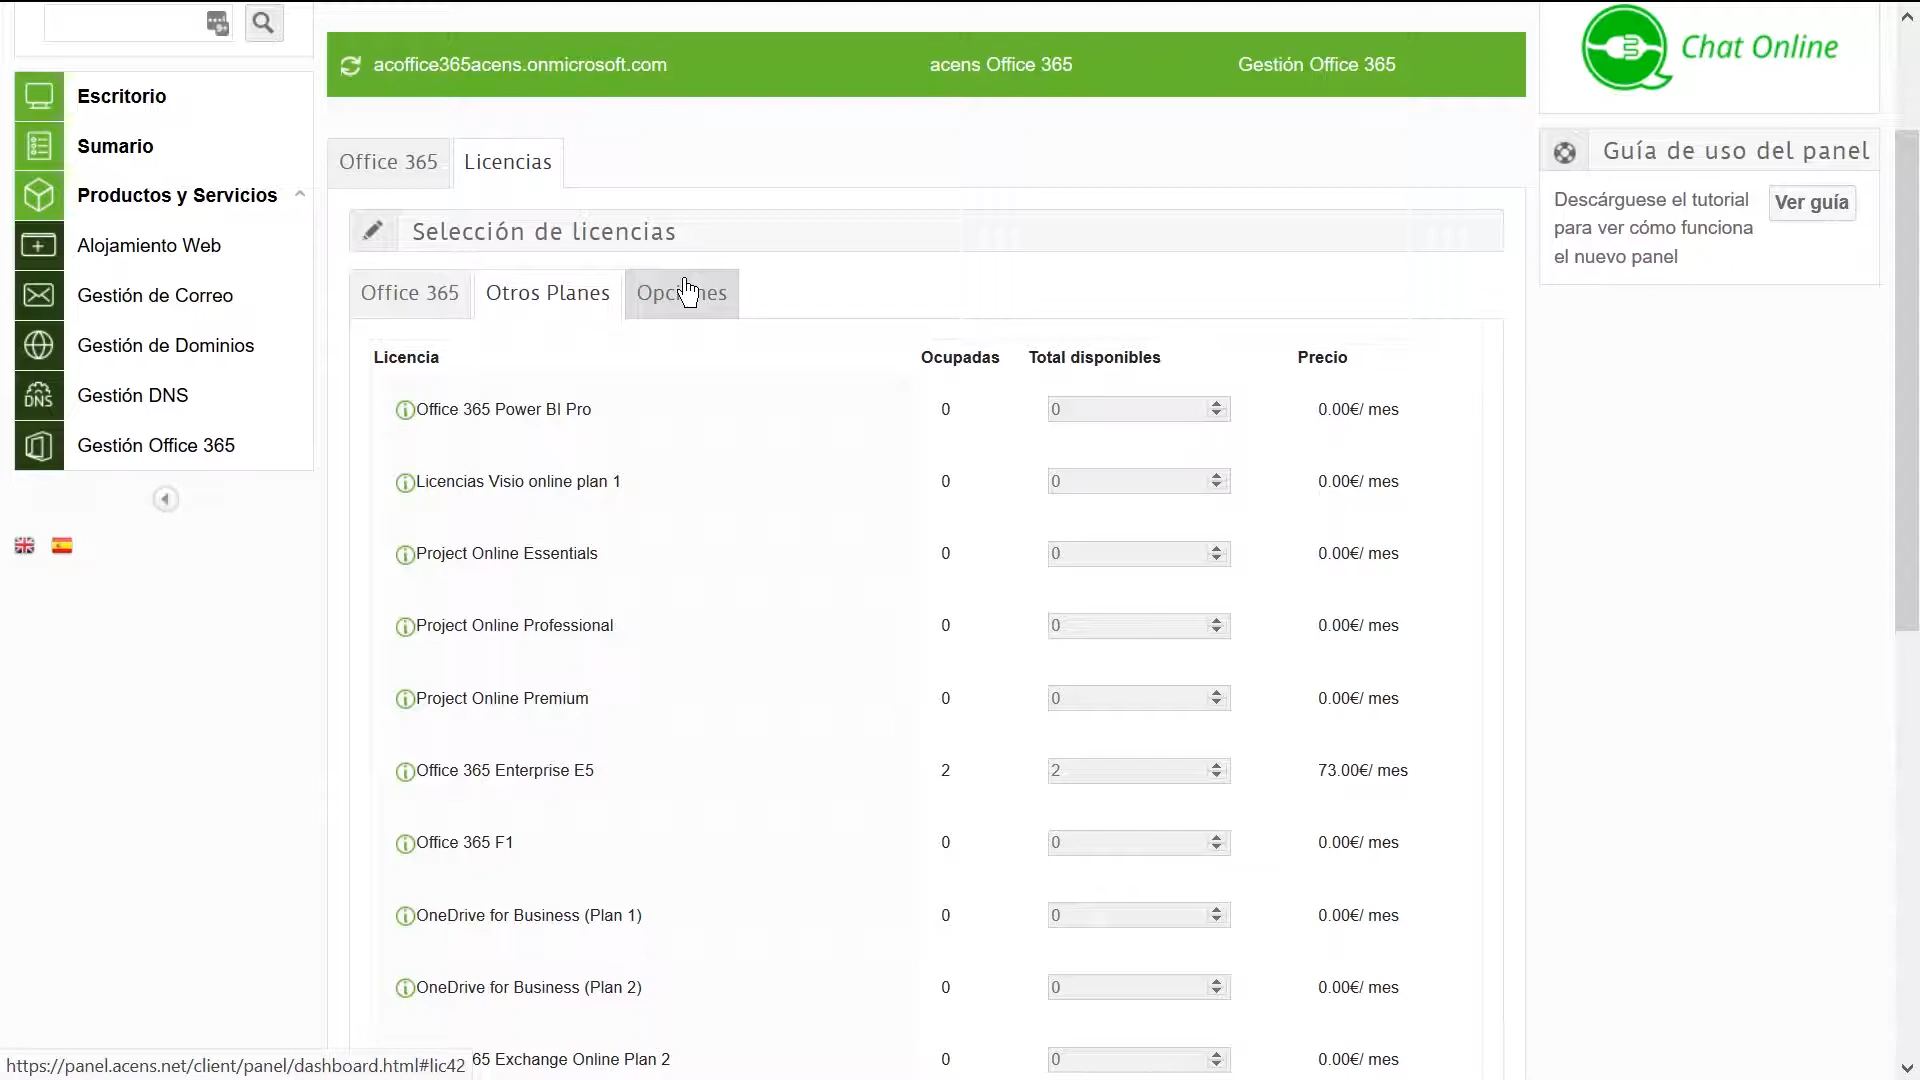 Chat Online
acoffice365acens.onmicrosoft.com acens Office 365 Gestión Office 365
Escritorio
Sumario
Productos y Servicios
Alojamiento Web
Gestión de Correo
Gestión de Dominios
DNS Gestión DNS
Gestión Office 365
Office 365 Licencias
Selección de licencias
Office 365 Otros Planes Opciones
Licencia Ocupadas Total disponibles Precio
Office 365 Power BI Pro 0 0 0.00€/ mes
Licencias Visio online plan 1 0 0 0.00€/ mes
Project Online Essentials 0 0 0.00€/ mes
Project Online Professional 0 0 0.00€/ mes
Project Online Premium 0 0 0.00€/ mes
Office 365 Enterprise E5 2 2 73.00€/ mes
Office 365 F1 0 0 0.00€/ mes
OneDrive for Business (Plan 1) 0 0 0.00€/ mes
OneDrive for Business (Plan 2) 0 0 0.00€/ mes
65 Exchange Online Plan 2 0 0 0.00€/ mes
Guía de uso del panel
Descárguese el tutorial
para ver cómo funciona
el nuevo panel
Ver guía
https://panel.acens.net/client/panel/dashboard.html#lic42